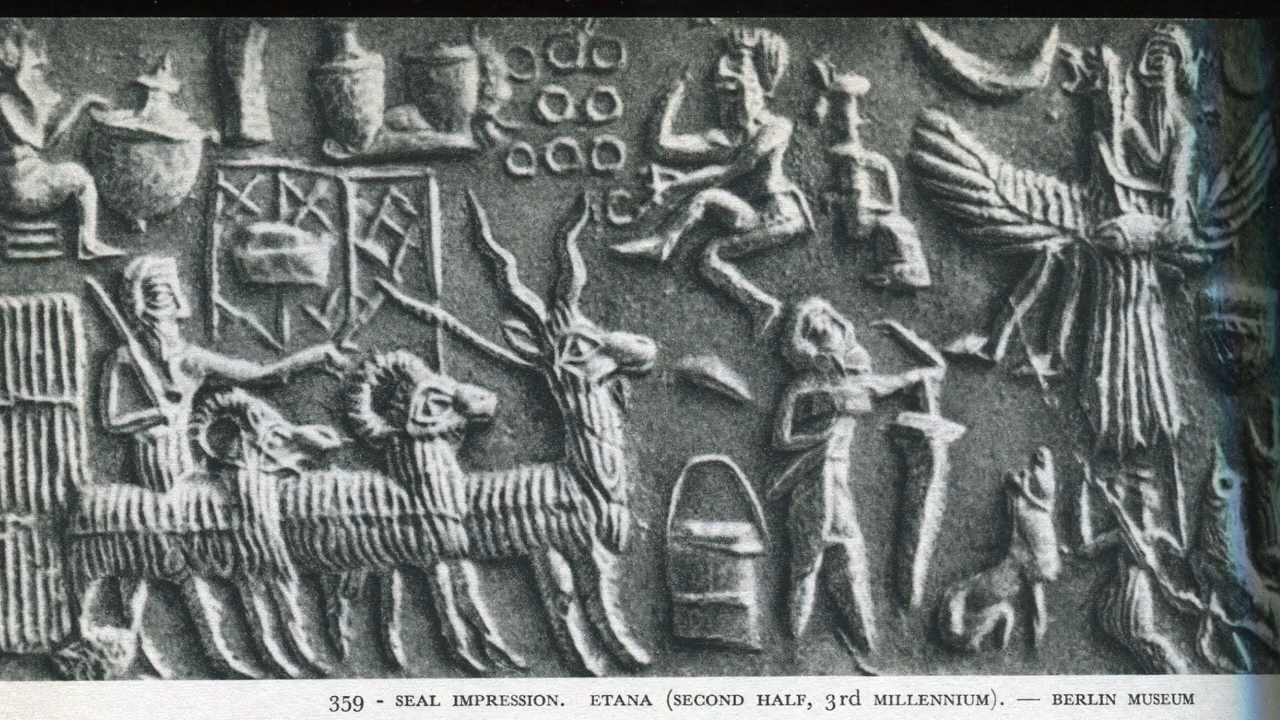 359 - SEAL IMPRESSION. ETANA (SECOND HALF, 3rd MILLENNIUM). — BERLIN MUSEUM